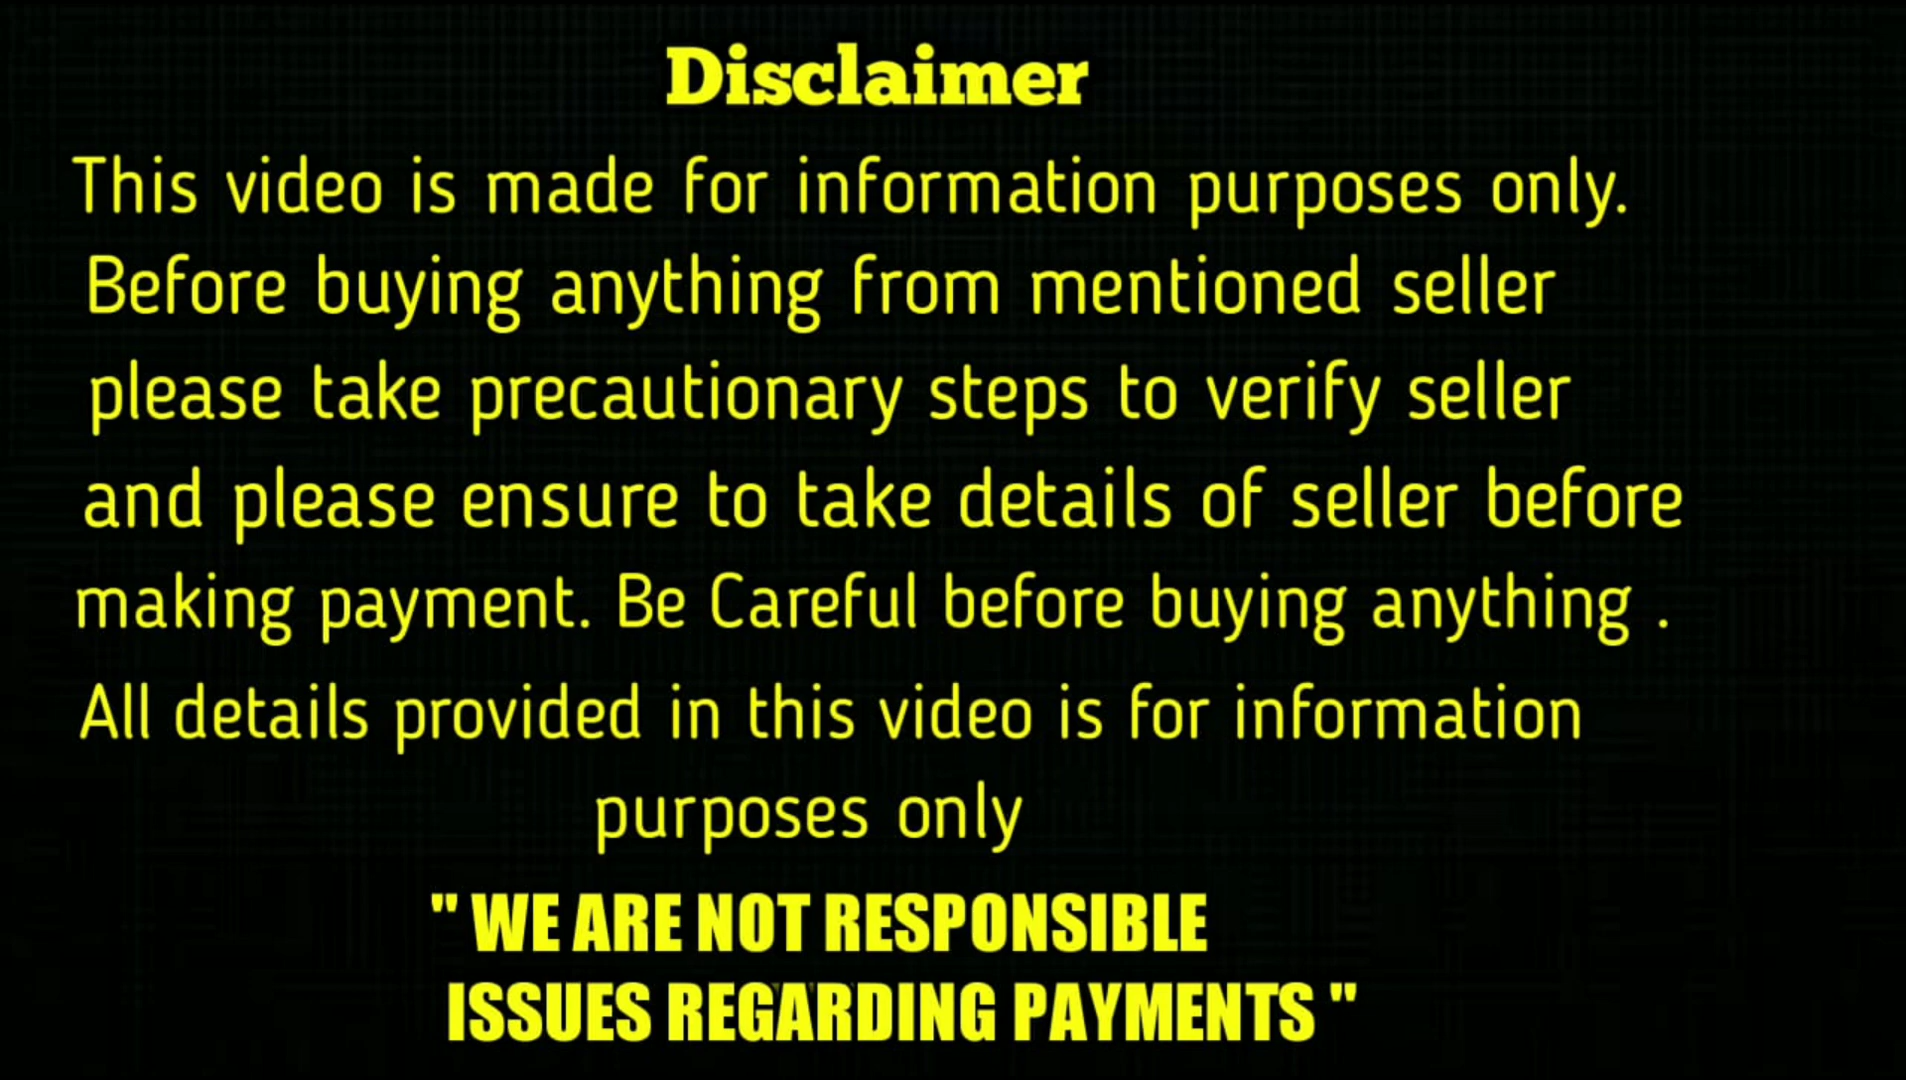 Disclaimer
This video is made for information purposes only.
Before buying anything from mentioned seller
please take precautionary steps to verify seller
and please ensure to take details of seller before
making payment. Be Careful before buying anything .
All details provided in this video is for information
purposes only
" WE ARE NOT RESPONSIBLE
ISSUES REGARDING PAYMENTS "